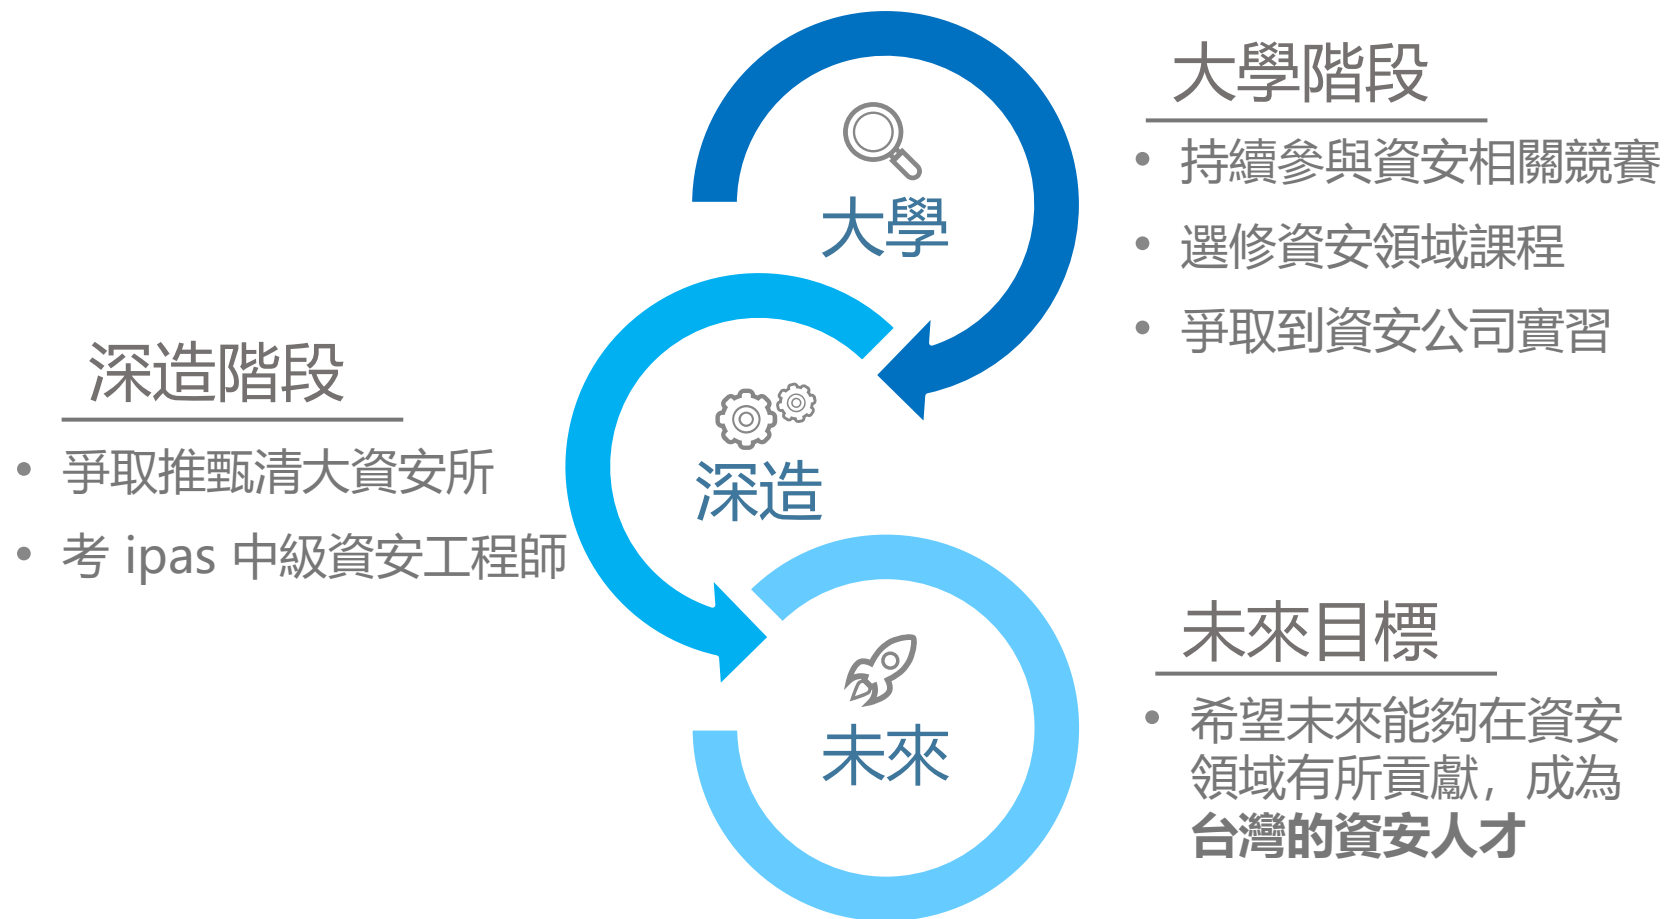 大學階段
• 持續參與資安相關競賽
• 選修資安領域課程
• 爭取到資安公司實習
大學
深造階段
• 爭取推甄清大資安所
• 考 ipas 中級資安工程師
深造
未來目標
• 希望未來能夠在資安
領域有所貢獻，成為
台灣的資安人才
未來